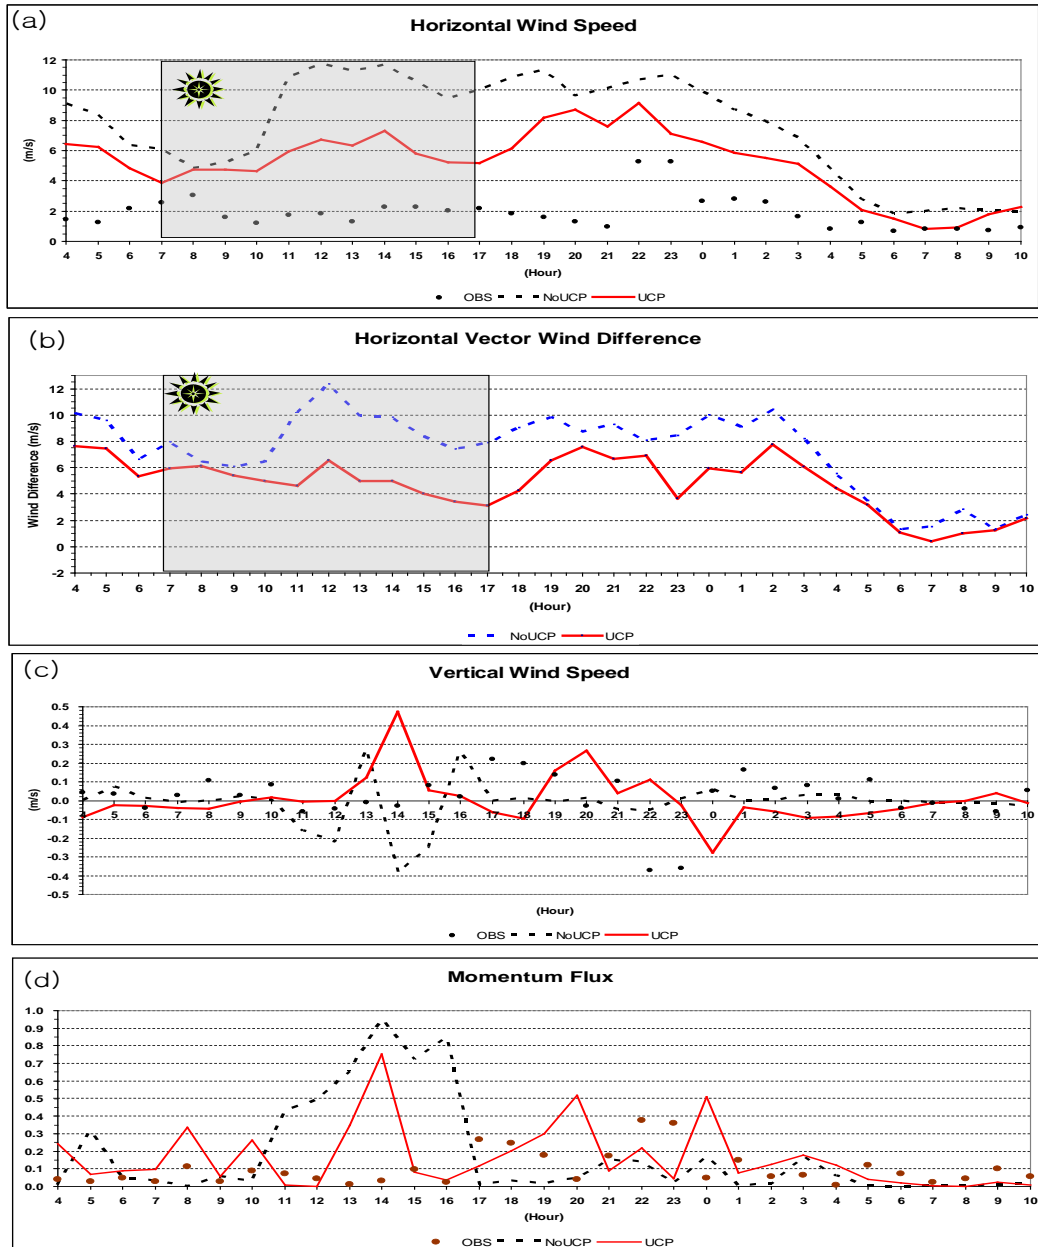 (a)
Horizontal Wind Speed
12
10
8
6
4
2
0
(m/s)
4 5 6 7 8 9 10 11 12 13 14 15 16 17 18 19 20 21 22 23 0 1 2 3 4 5 6 7 8 9 10
(Hour)
OBS NoUCP UCP
(b)
Horizontal Vector Wind Difference
12
10
8
6
4
2
0
-2
Wind Difference (m/s)
4 5 6 7 8 9 10 11 12 13 14 15 16 17 18 19 20 21 22 23 0 1 2 3 4 5 6 7 8 9 10
(Hour)
NoUCP UCP
(c)
Vertical Wind Speed
0.5
0.4
0.3
0.2
0.1
0.0
-0.1
-0.2
-0.3
-0.4
-0.5
(m/s)
4 5 6 7 8 9 10 11 12 13 14 15 16 17 18 19 20 21 22 23 0 1 2 3 4 5 6 7 8 9 10
(Hour)
OBS NoUCP UCP
(d)
Momentum Flux
1.0
0.9
0.8
0.7
0.6
0.5
0.4
0.3
0.2
0.1
0.0
4 5 6 7 8 9 10 11 12 13 14 15 16 17 18 19 20 21 22 23 0 1 2 3 4 5 6 7 8 9 10
(Hour)
OBS NoUCP UCP